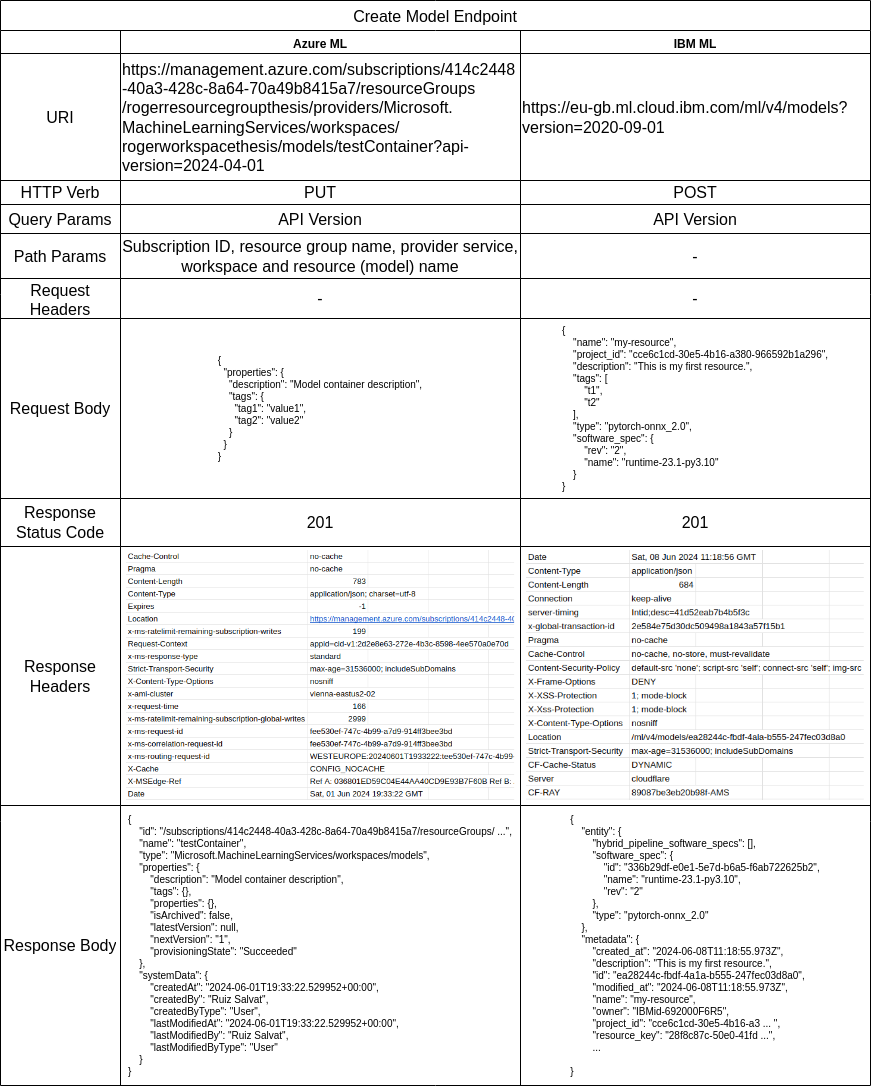 Create Model Endpoint
Azure ML
IBM ML
URI
https://management.azure.com/subscriptions/414c2448
-40a3-428c-8a64-70a49b8415a7/resourceGroups
/rogerresourcegroupthesis/providers/Microsoft.
MachineLearningServices/workspaces/
rogerworkspacethesis/models/testContainer?api-
version=2024-04-01
https://eu-gb.ml.cloud.ibm.com/ml/v4/models?
version=2020-09-01
HTTP Verb
PUT
POST
Query Params
API Version
API Version
Path Params
Subscription ID, resource group name, provider service,
workspace and resource (model) name
-
Request
Headers
-
-
Request Body
{
"properties": {
"description": "Model container description",
"tags": {
"tag1": "value1",
"tag2": "value2"
}
}
}
{
"name": "my-resource",
"project_id": "cce6c1cd-30e5-4b16-a380-966592b1a296",
"description": "This is my first resource.",
"tags": [
"t1",
"t2"
],
"type": "pytorch-onnx_2.0",
"software_spec": {
"rev": "2",
"name": "runtime-23.1-py3.10"
}
}
Response
Status Code
201
201
Response
Headers
Cache-Control no-cache
Pragma no-cache
Content-Length 783
Content-Type application/json; charset=utf-8
Expires -1
Location https://management.azure.com/subscriptions/414c2448-40
x-ms-ratelimit-remaining-subscription-writes 199
Request-Context appid=cid-v1:2d2e8e63-272e-4b3c-8598-4ee570a0e70d
x-ms-response-type standard
Strict-Transport-Security max-age=31536000; includeSubDomains
X-Content-Type-Options nosniff
x-aml-cluster vienna-eastus2-02
x-request-time 166
x-ms-ratelimit-remaining-subscription-global-writes 2999
x-ms-request-id fee530ef-747c-4b99-a7d9-914ff3bee3bd
x-ms-correlation-request-id fee530ef-747c-4b99-a7d9-914ff3bee3bd
x-ms-routing-request-id WESTEUROPE:20240601T193322Z:fee530ef-747c-4b99-
X-Cache CONFIG_NOCACHE
X-MSEdge-Ref Ref A: 036801ED59C04E44AA40CD9E93B7F60B Ref B:
Date Sat, 01 Jun 2024 19:33:22 GMT
Date Sat, 08 Jun 2024 11:18:56 GMT
Content-Type application/json
Content-Length 684
Connection keep-alive
server-timing intid;desc=41d52eab7b4b5f3c
x-global-transaction-id 2e584e75d30dc509498a1843a57f15b1
Pragma no-cache
Cache-Control no-cache, no-store, must-revalidate
Content-Security-Policy default-src 'none'; script-src 'self'; connect-src 'self'; img-src
X-Frame-Options DENY
X-XSS-Protection 1; mode-block
X-Xss-Protection 1; mode-block
X-Content-Type-Options nosniff
Location /ml/v4/models/ea28244c-fbdf-4a1a-b555-247fec03d8a0
Strict-Transport-Security max-age=31536000; includeSubDomains
CF-Cache-Status DYNAMIC
Server cloudflare
CF-RAY 89087be3eb20b98f-AMS
Response Body
{
"id": "/subscriptions/414c2448-40a3-428c-8a64-70a49b8415a7/resourceGroups/ ...",
"name": "testContainer",
"type": "Microsoft.MachineLearningServices/workspaces/models",
"properties": {
"description": "Model container description",
"tags": {},
"properties": {},
"isArchived": false,
"latestVersion": null,
"nextVersion": "1",
"provisioningState": "Succeeded"
},
"systemData": {
"createdAt": "2024-06-01T19:33:22.529952+00:00",
"createdBy": "Ruiz Salvat",
"createdByType": "User",
"lastModifiedAt": "2024-06-01T19:33:22.529952+00:00",
"lastModifiedBy": "Ruiz Salvat",
"lastModifiedByType": "User"
}
}
{
"entity": {
"hybrid_pipeline_software_specs": [],
"software_spec": {
"id": "336b29df-e0e1-5e7d-b6a5-f6ab722625b2",
"name": "runtime-23.1-py3.10",
"rev": "2"
},
"type": "pytorch-onnx_2.0"
},
"metadata": {
"created_at": "2024-06-08T11:18:55.973Z",
"description": "This is my first resource.",
"id": "ea28244c-fbdf-4a1a-b555-247fec03d8a0",
"modified_at": "2024-06-08T11:18:55.973Z",
"name": "my-resource",
"owner": "IBMid-692000F6R5",
"project_id": "cce6c1cd-30e5-4b16-a3 ... ",
"resource_key": "28f8c87c-50e0-41fd ...",
...
}